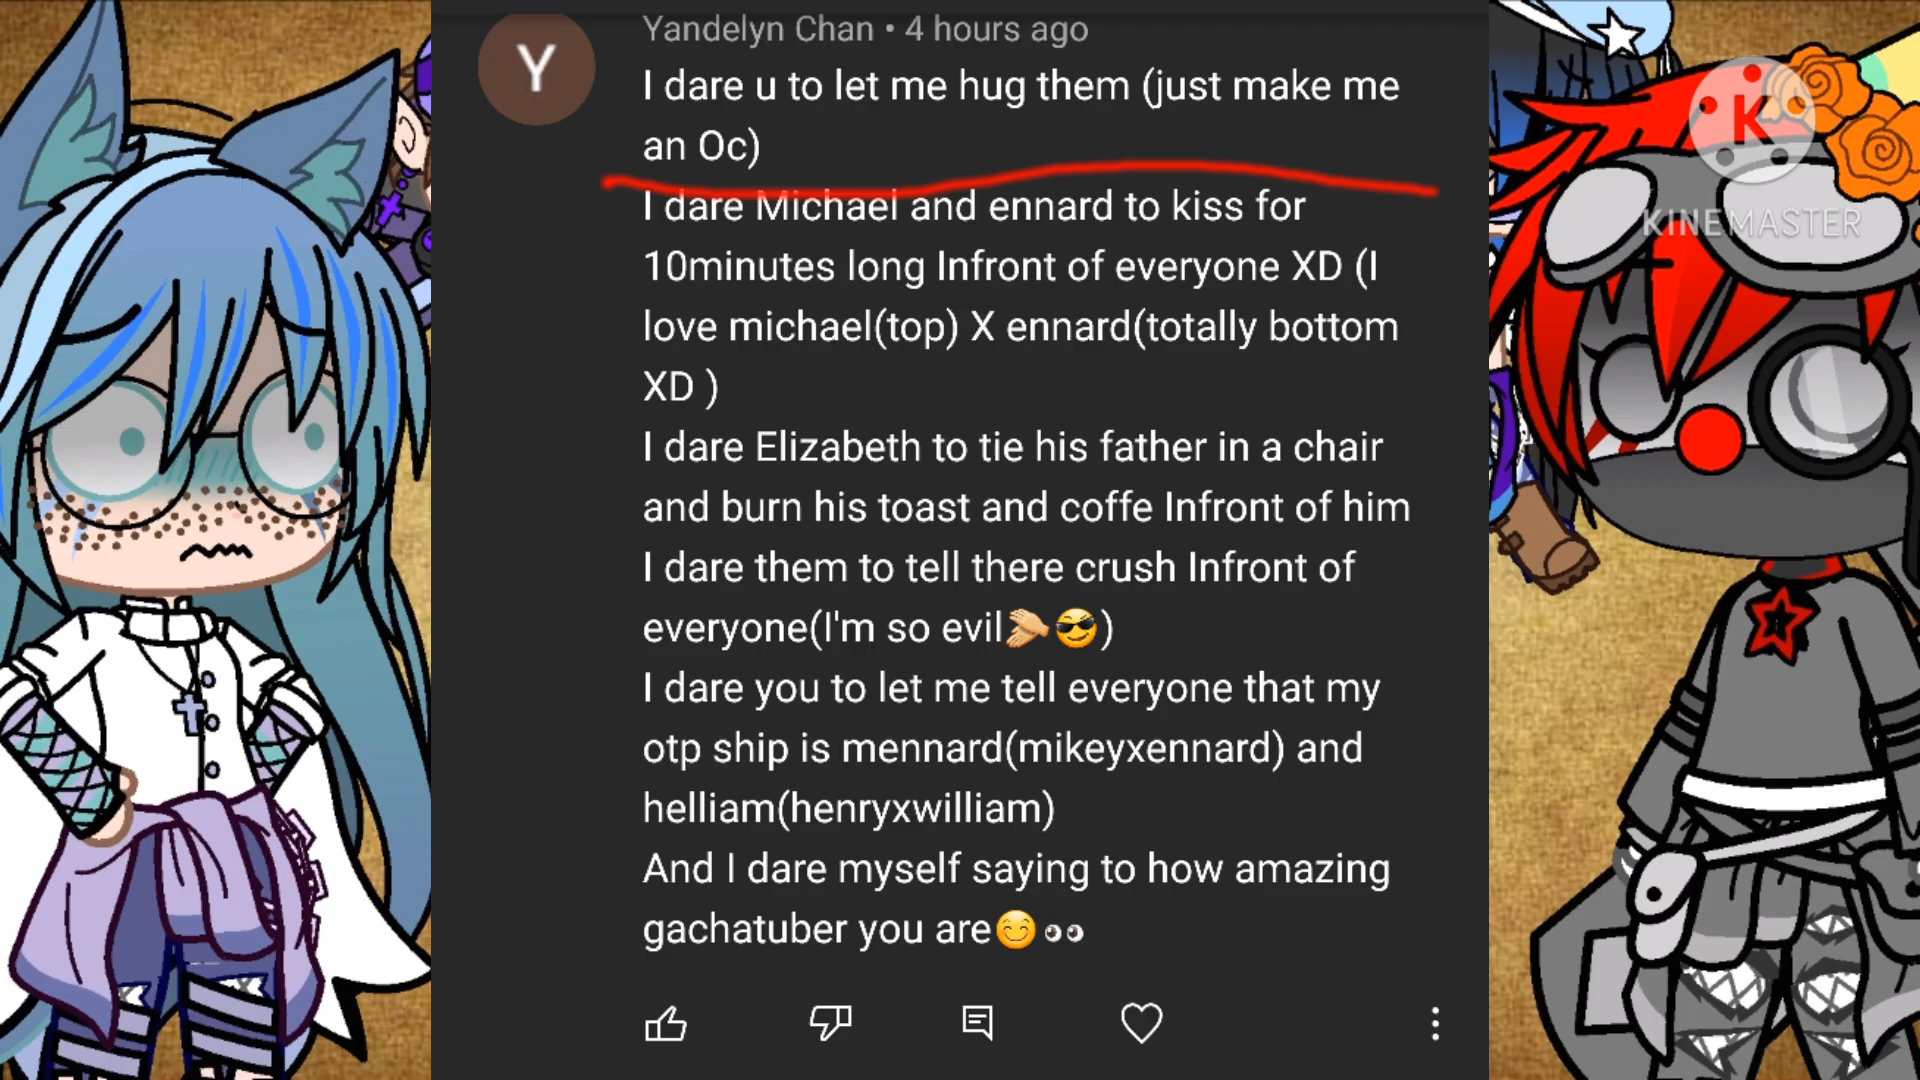 Yandelyn Chan • 4 hours ago
Y
I dare u to let me hug them (just make me
an Oc)
I dare Michael and ennard to kiss for
10minutes long Infront of everyone XD (I
love michael(top) X ennard(totally bottom
XD )
I dare Elizabeth to tie his father in a chair
and burn his toast and coffe Infront of him
I dare them to tell there crush Infront of
everyone(I'm so evil👏🏼😎)
I dare you to let me tell everyone that my
otp ship is mennard(mikeyxennard) and
helliam(henryxwilliam)
And I dare myself saying to how amazing
gachatuber you are😊👀
K
KINEMASTER